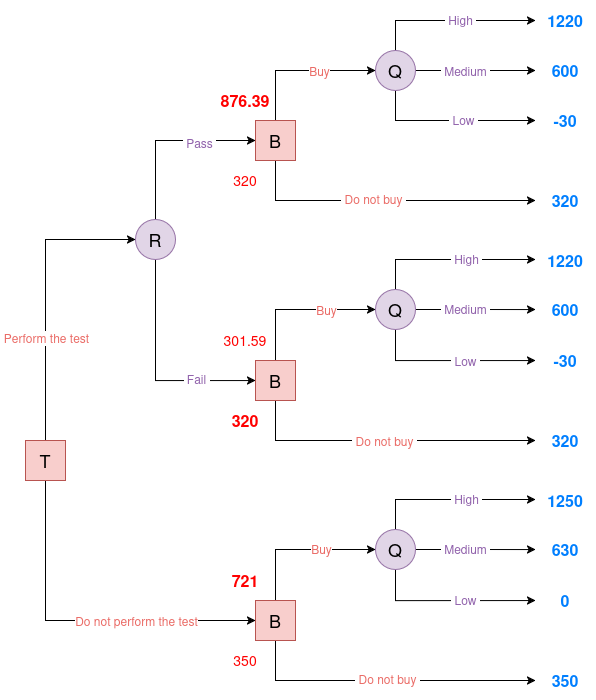 High
1220
Q
Buy
Medium
600
876.39
Low
-30
B
Pass
320
Do not buy
320
R
High
1220
Q
Buy
Medium
600
Perform the test
301.59
Low
-30
Fail
B
320
Do not buy
320
T
High
1250
Q
Buy
Medium
630
721
Low
0
Do not perform the test
B
350
Do not buy
350